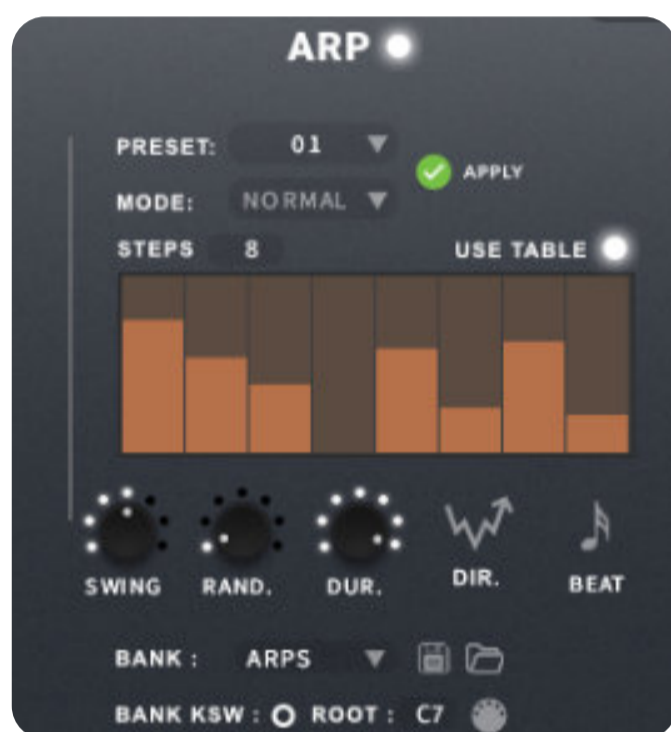 ARP
PRESET: 01
APPLY
MODE: NORMAL
STEPS 8 USE TABLE
SWING RAND. DUR. DIR. BEAT
BANK : ARPS
BANK KSW : ROOT : C7